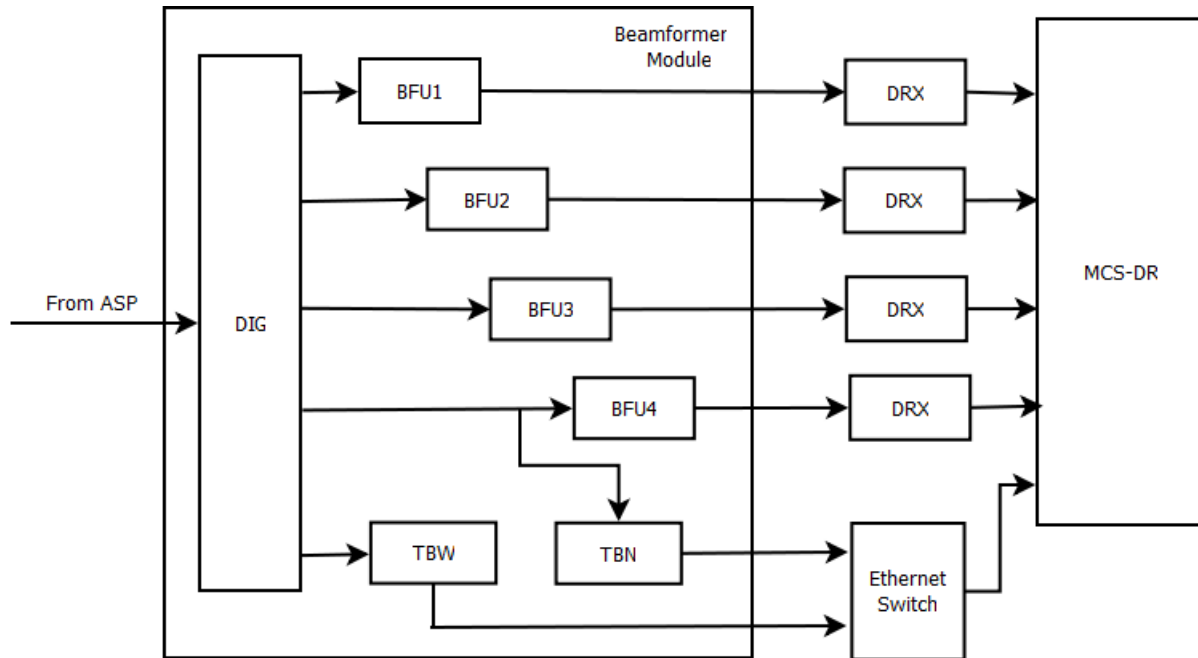 Beamformer
Module
BFU1
DRX
BFU2
DRX
MCS-DR
From ASP
DIG
BFU3
DRX
BFU4
DRX
TBW
TBN
Ethernet
Switch